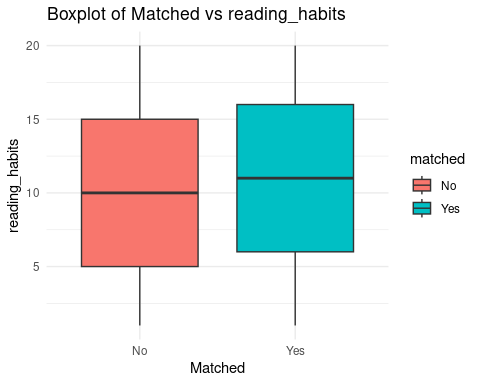 Boxplot of Matched vs reading_habits
20
15
10
5
reading_habits
No
Yes
Matched
matched
No
Yes